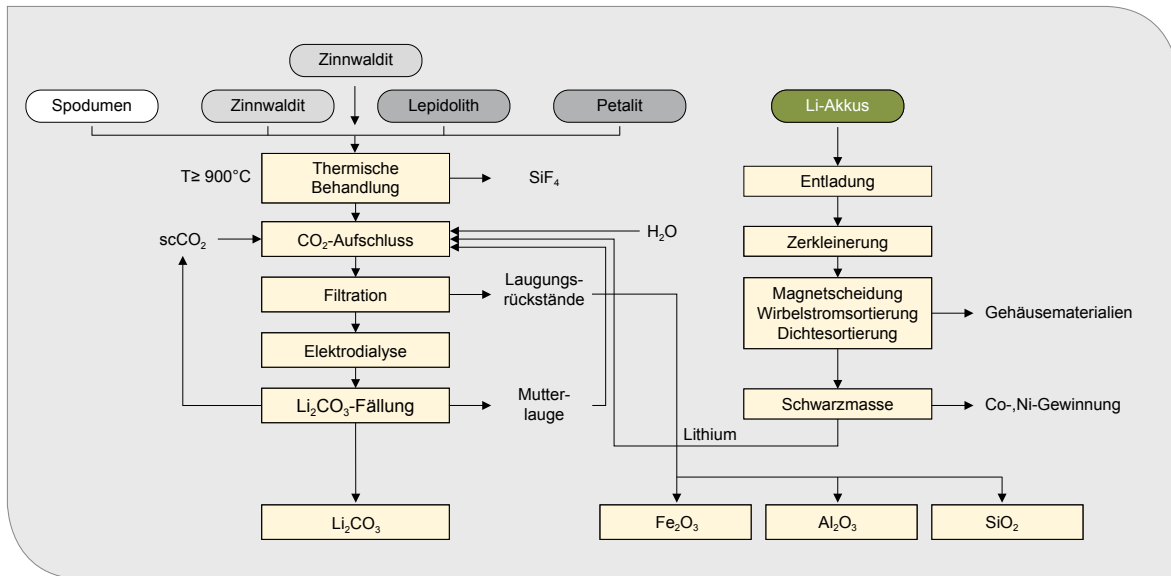 Zinnwaldit
Spodumen
Zinnwaldit
Lepidolith
Petalit
Li-Akkus
T≥ 900°C
Thermische
Behandlung
SiF₄
Entladung
scCO₂
CO₂-Aufschluss
H₂O
Zerkleinerung
Filtration
Laugungs-
rückstände
Magnetscheidung
Wirbelstromsortierung
Dichtesortierung
Gehäusematerialien
Elektrodialyse
Li₂CO₃-Fällung
Mutter-
lauge
Schwarzmasse
Co-,Ni-Gewinnung
Lithium
Li₂CO₃
Fe₂O₃
Al₂O₃
SiO₂